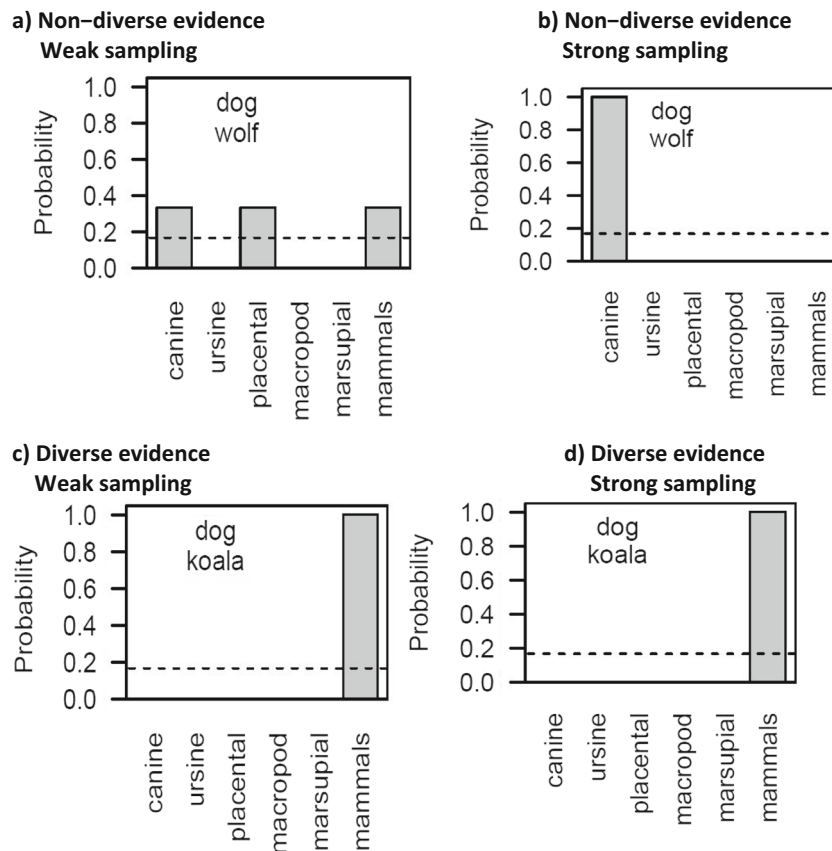 a) Non−diverse evidence
Weak sampling
Probability
1.0
0.8
0.6
0.4
0.2
0.0
dog
wolf
canine
ursine
placental
macropod
marsupial
mammals
b) Non−diverse evidence
Strong sampling
Probability
1.0
0.8
0.6
0.4
0.2
0.0
dog
wolf
canine
ursine
placental
macropod
marsupial
mammals
c) Diverse evidence
Weak sampling
Probability
1.0
0.8
0.6
0.4
0.2
0.0
dog
koala
canine
ursine
placental
macropod
marsupial
mammals
d) Diverse evidence
Strong sampling
Probability
1.0
0.8
0.6
0.4
0.2
0.0
dog
koala
canine
ursine
placental
macropod
marsupial
mammals